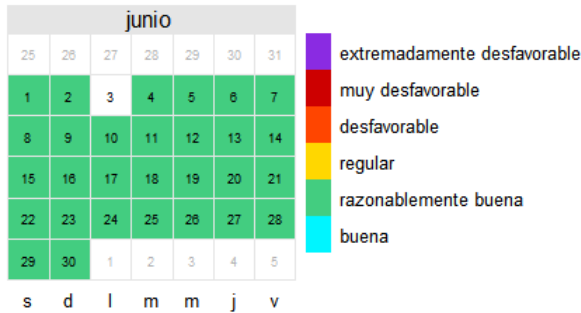 junio
25 26 27 28 29 30 31
1 2 3 4 5 6 7
8 9 10 11 12 13 14
15 16 17 18 19 20 21
22 23 24 25 26 27 28
29 30 1 2 3 4 5
s d l m m j v
extremadamente desfavorable
muy desfavorable
desfavorable
regular
razonablemente buena
buena